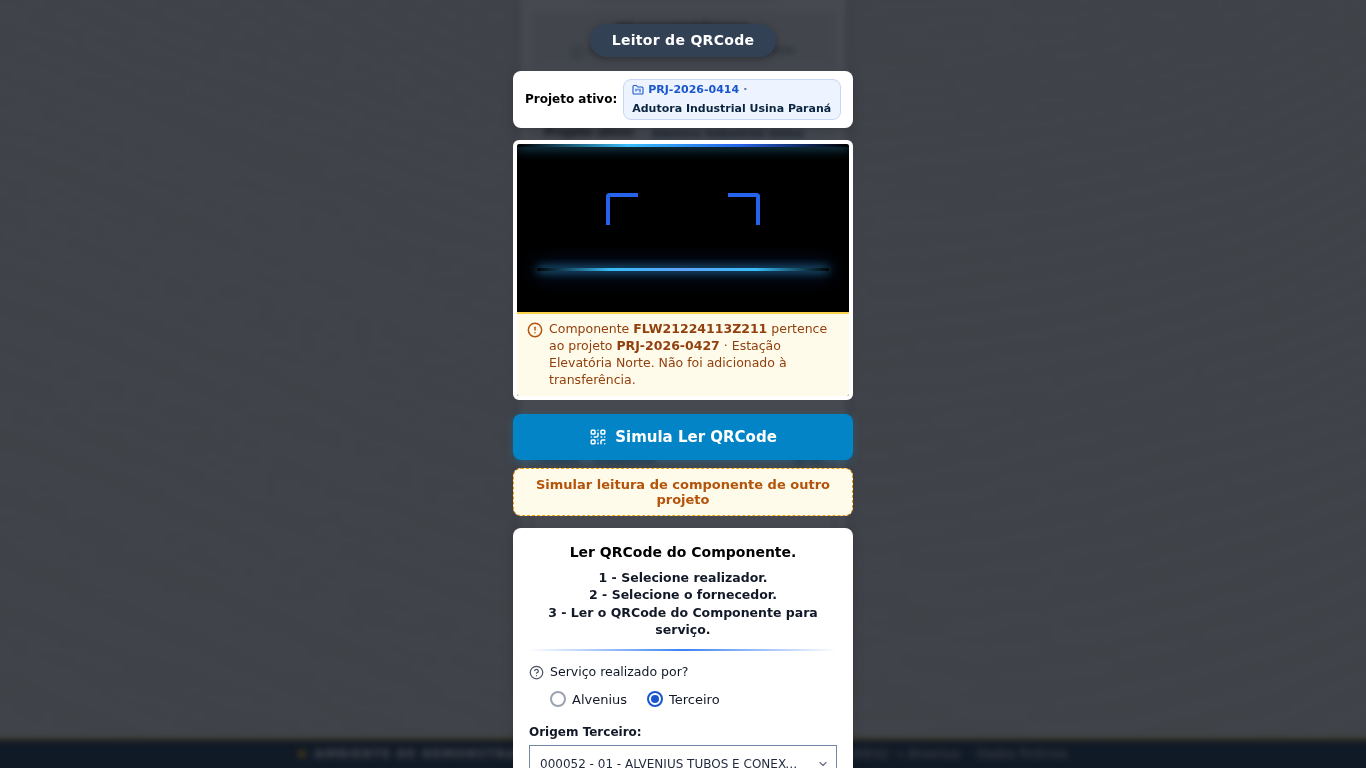 Leitor de QRCode
Projeto ativo:
PRJ-2026-0414 ·
Adutora Industrial Usina Paraná
Componente FLW21224113Z211 pertence
ao projeto PRJ-2026-0427 · Estação
Elevatória Norte. Não foi adicionado à
transferência.
Simula Ler QRCode
Simular leitura de componente de outro
projeto
Ler QRCode do Componente.
1 - Selecione realizador.
2 - Selecione o fornecedor.
3 - Ler o QRCode do Componente para
serviço.
Serviço realizado por?
Alvenius
Terceiro
Origem Terceiro:
000052 - 01 - ALVENIUS TUBOS E CONEX...
AMBIENTE DE DEMONSTRA